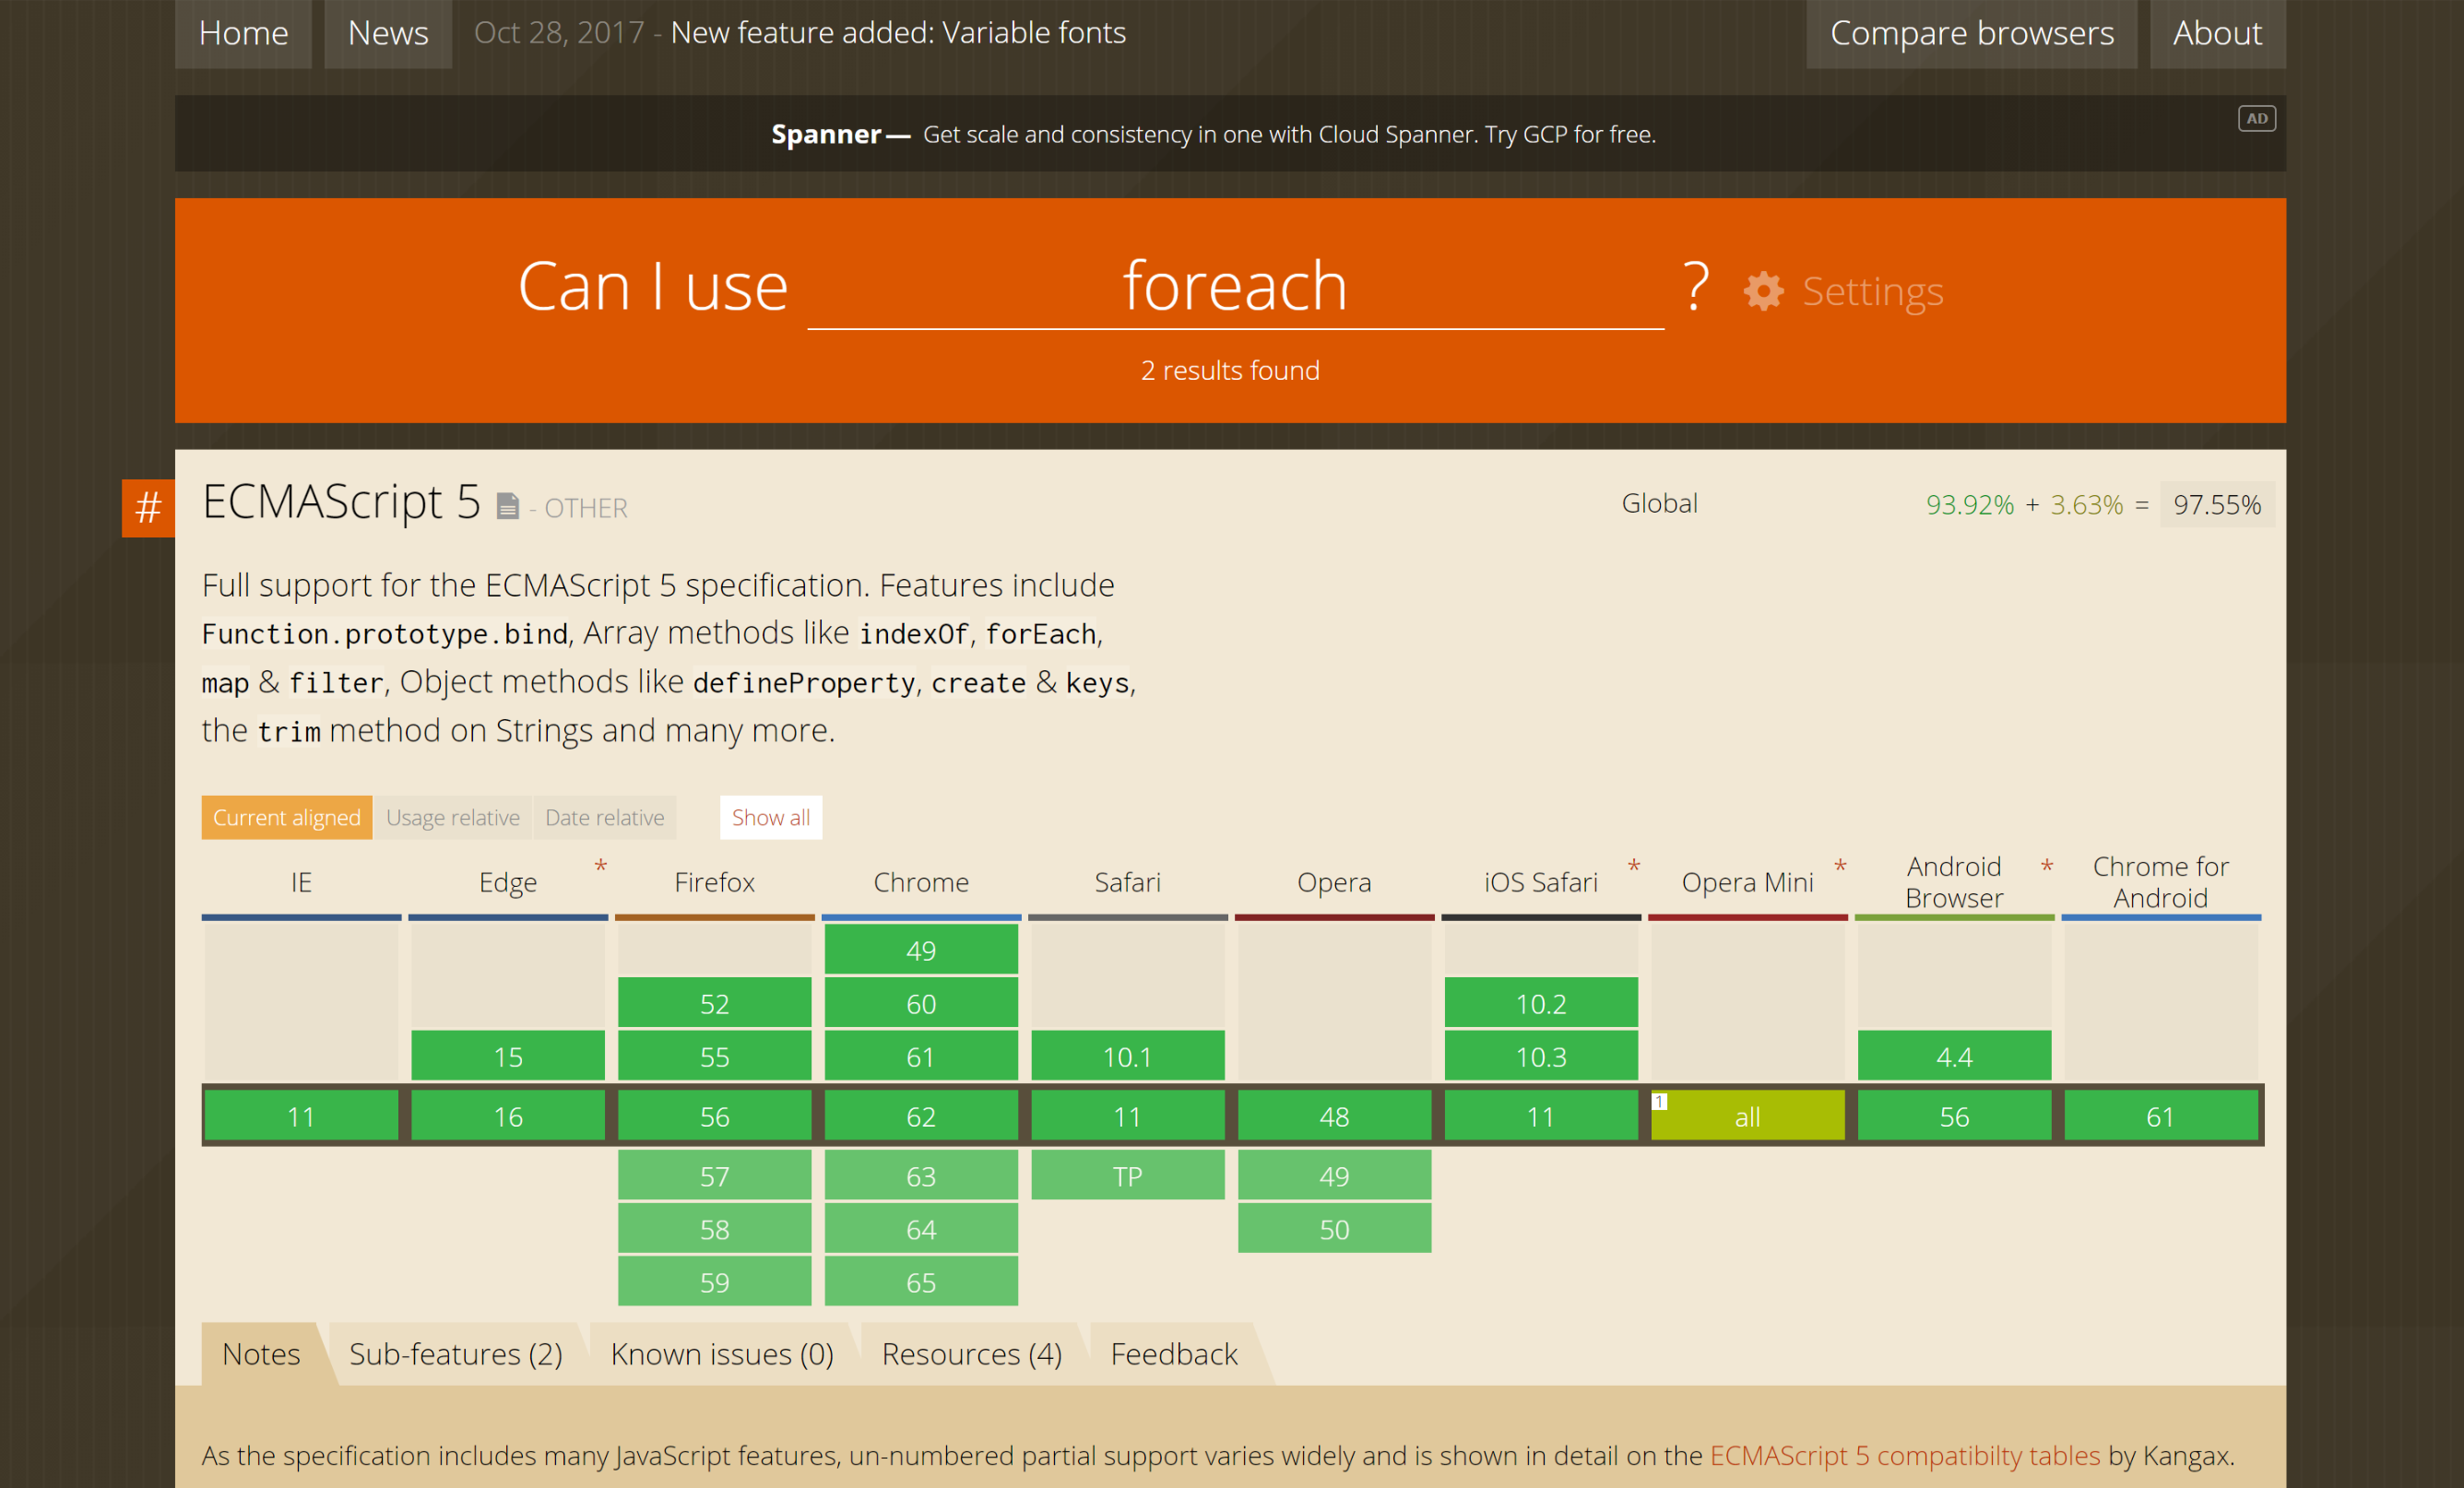 Home News Oct 28, 2017 - New feature added: Variable fonts Compare browsers About
Spanner — Get scale and consistency in one with Cloud Spanner. Try GCP for free. AD
Can I use foreach ? Settings
2 results found
# ECMAScript 5 - OTHER Global 93.92% + 3.63% = 97.55%
Full support for the ECMAScript 5 specification. Features include
Function.prototype.bind, Array methods like indexOf, forEach,
map & filter, Object methods like defineProperty, create & keys,
the trim method on Strings and many more.
Current aligned Usage relative Date relative Show all
IE Edge * Firefox Chrome Safari Opera iOS Safari * Opera Mini * Android Browser * Chrome for Android
49
52 60 10.2
15 55 61 10.1 10.3 4.4
11 16 56 62 11 48 11 1 all 56 61
57 63 TP 49
58 64 50
59 65
Notes Sub-features (2) Known issues (0) Resources (4) Feedback
As the specification includes many JavaScript features, un-numbered partial support varies widely and is shown in detail on the ECMAScript 5 compatibilty tables by Kangax.